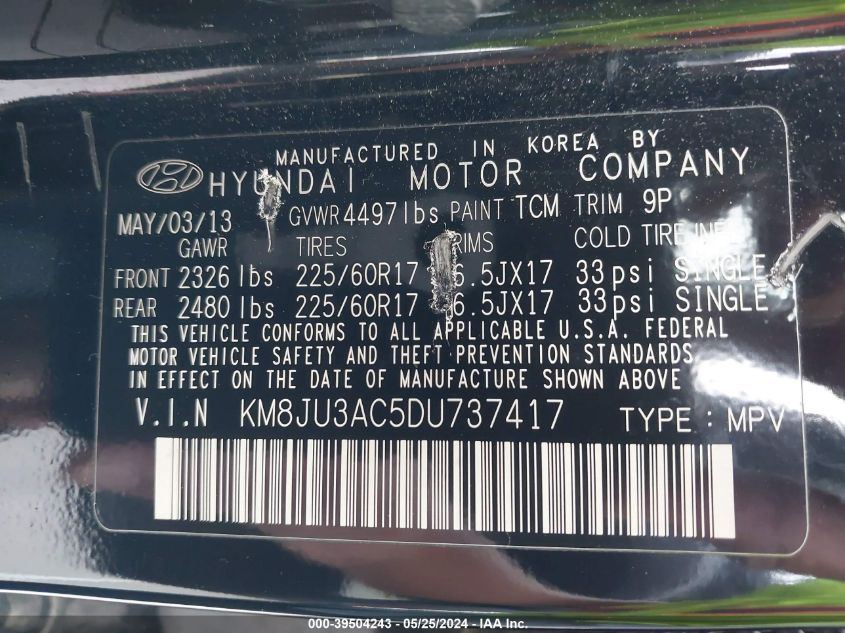 MANUFACTURED IN KOREA BY
HYUNDAI MOTOR COMPANY
MAY/03/13 GVWR 4497lbs PAINT TCM TRIM 9P
GAWR TIRES RIMS COLD TIRE INF
FRONT 2326 lbs 225/60R17 6.5JX17 33psi SINGLE
REAR 2480 lbs 225/60R17 6.5JX17 33psi SINGLE
THIS VEHICLE CONFORMS TO ALL APPLICABLE U.S.A. FEDERAL
MOTOR VEHICLE SAFETY AND THEFT PREVENTION STANDARDS
IN EFFECT ON THE DATE OF MANUFACTURE SHOWN ABOVE
V.I.N KM8JU3AC5DU737417 TYPE: MPV
000-39504243 - 05/25/2024 - IAA Inc.